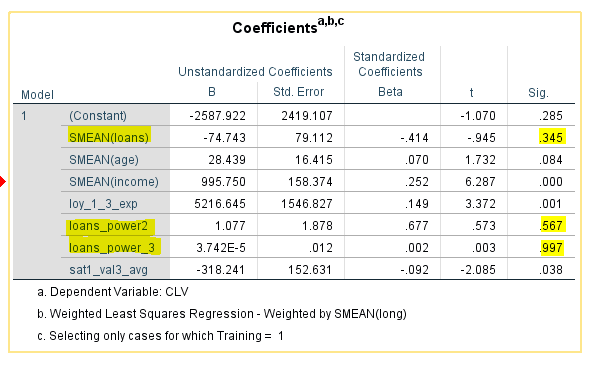 Coefficients^a,b,c
Unstandardized Coefficients Standardized Coefficients
Model B Std. Error Beta t Sig.
1 (Constant) -2587.922 2419.107 -1.070 .285
SMEAN(loans) -74.743 79.112 -.414 -.945 .345
SMEAN(age) 28.439 16.415 .070 1.732 .084
SMEAN(income) 995.750 158.374 .252 6.287 .000
loy_1_3_exp 5216.645 1546.827 .149 3.372 .001
loans_power2 1.077 1.878 .677 .573 .567
loans_power_3 3.742E-5 .012 .002 .003 .997
sat1_val3_avg -318.241 152.631 -.092 -2.085 .038
a. Dependent Variable: CLV
b. Weighted Least Squares Regression - Weighted by SMEAN(long)
c. Selecting only cases for which Training = 1